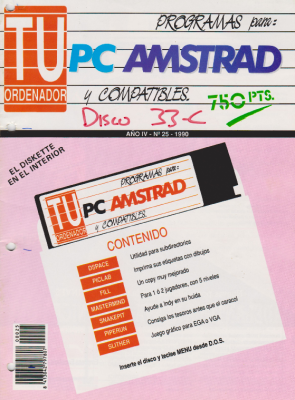 TU
ORDENADOR
PROGRAMAS para:
PC AMSTRAD
y COMPATIBLES.
750 PTS.
Disco 33-C
AÑO IV - Nº 25 - 1990
EL DISKETTE
EN EL INTERIOR
TU
ORDENADOR
PROGRAMAS para:
PC AMSTRAD
y COMPATIBLES.
CONTENIDO
DSPACE Utilidad para subdirectorios
PICLAB Imprima sus etiquetas con dibujos
PILL Un copy muy mejorado
MASTERMIND Para 1 ó 2 jugadores, con 5 niveles
SNAKEPIT Ayude a Indy en su huida
PIPERUN Consiga los tesoros antes que el caracol
SLITHER Juego gráfico para EGA o VGA
Inserte el disco y teclee MENU desde D.O.S.
00025